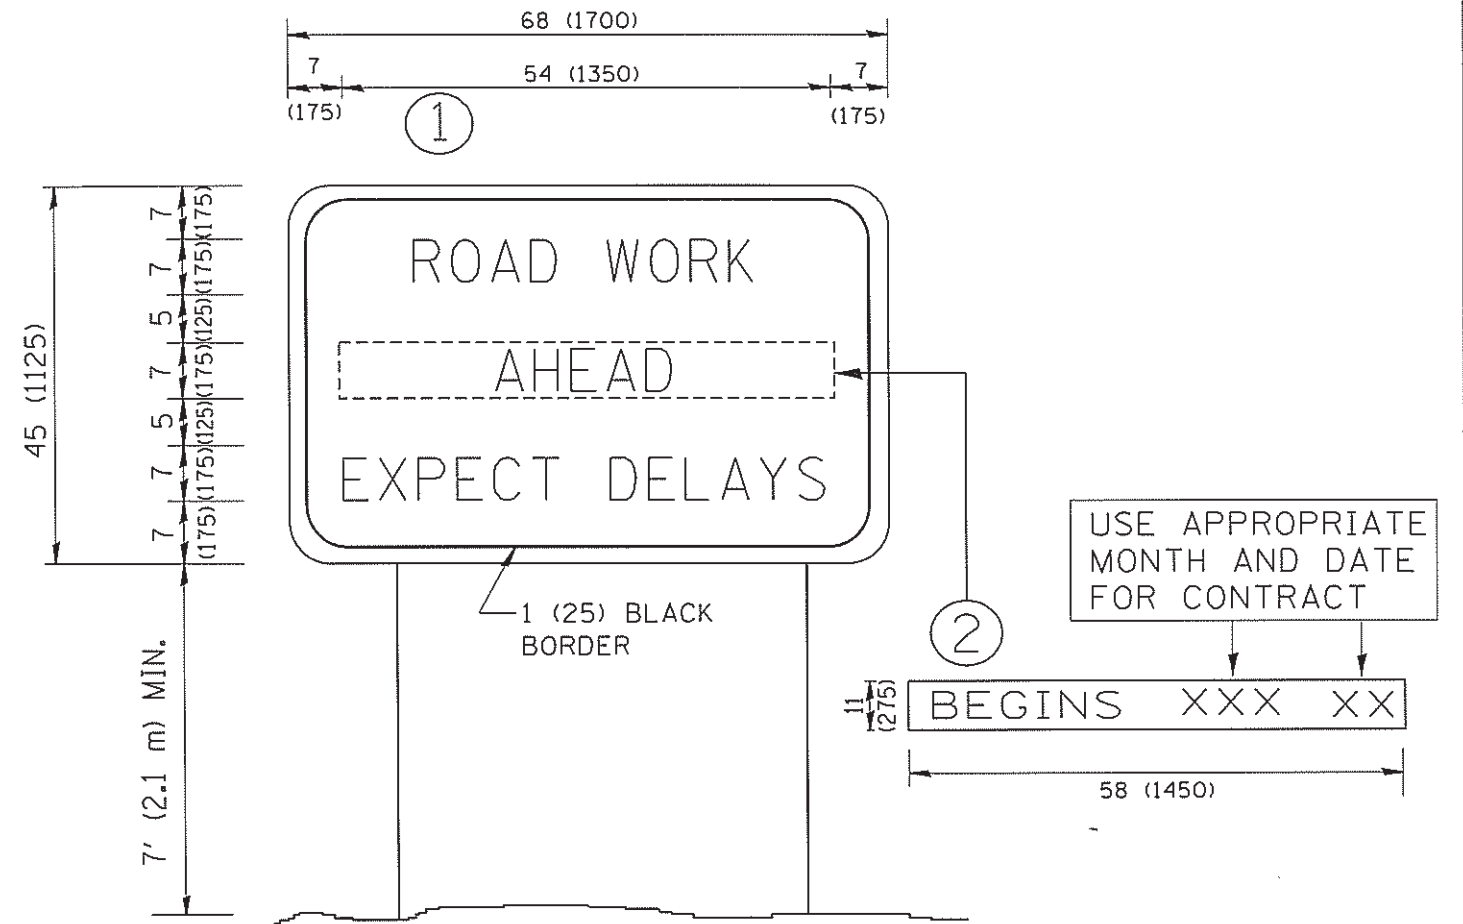 68 (1700)
7
54 (1350)
7
(175)
(175)
1
45 (1125)
7
(175)
7
(175)
5
(125)
7
(175)
5
(125)
7
(175)
7
(175)
ROAD WORK
AHEAD
EXPECT DELAYS
1 (25) BLACK
BORDER
7' (2.1 m) MIN.
USE APPROPRIATE
MONTH AND DATE
FOR CONTRACT
2
11
(275)
BEGINS XXX XX
58 (1450)